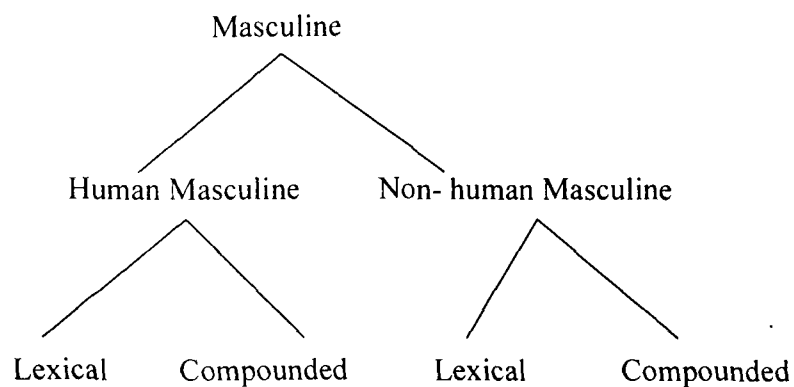 Masculine
Human Masculine Non- human Masculine
Lexical Compounded Lexical Compounded